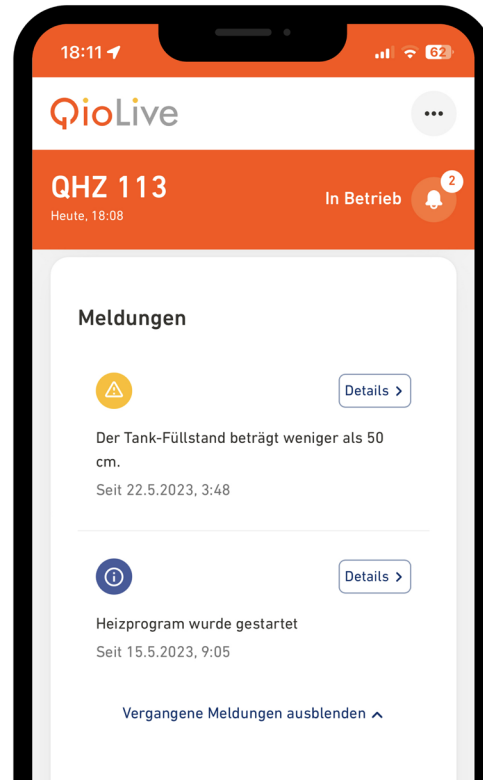 18:11
62
QioLive
QHZ 113
In Betrieb
2
Heute, 18:08
Meldungen
Details
Der Tank-Füllstand beträgt weniger als 50
cm.
Seit 22.5.2023, 3:48
Details
Heizprogram wurde gestartet
Seit 15.5.2023, 9:05
Vergangene Meldungen ausblenden